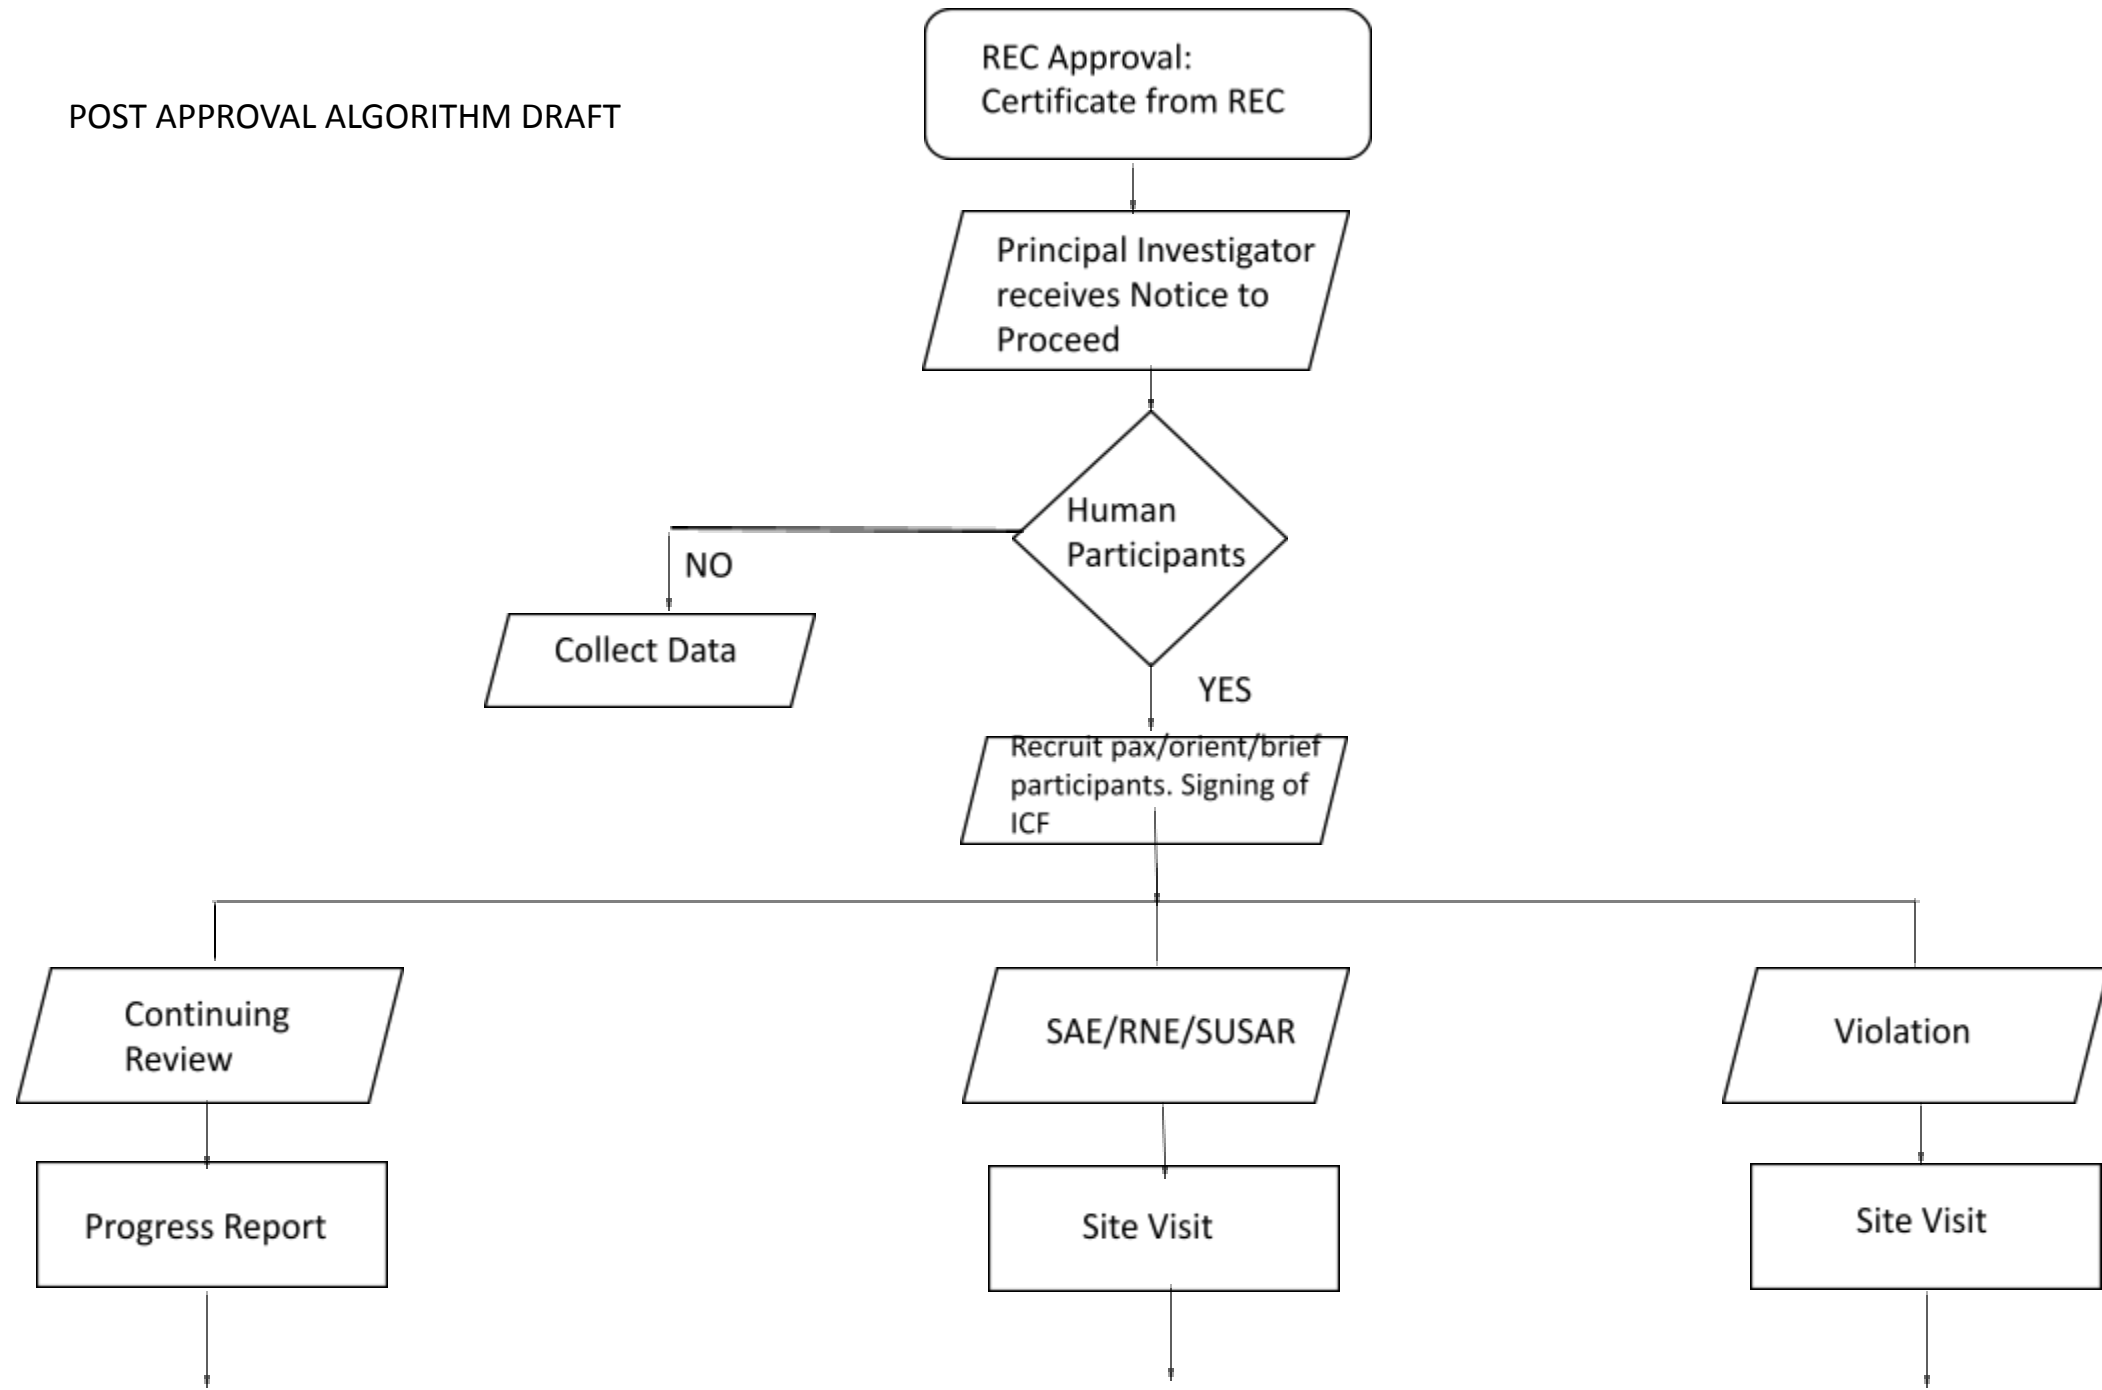 POST APPROVAL ALGORITHM DRAFT
REC Approval:
Certificate from REC
Principal Investigator
receives Notice to
Proceed
Human
Participants
NO
Collect Data
YES
Recruit pax/orient/brief
participants. Signing of
ICF
Continuing
Review
SAE/RNE/SUSAR
Violation
Progress Report
Site Visit
Site Visit